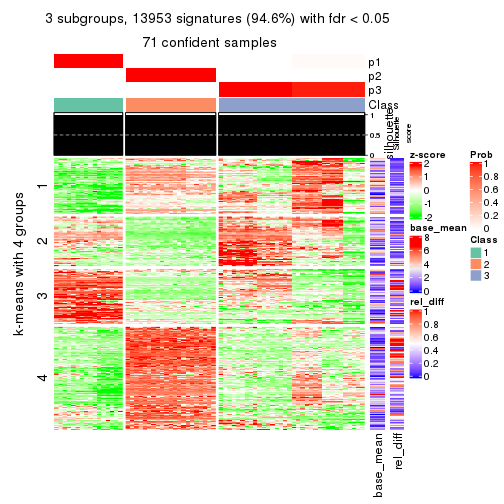 3 subgroups, 13953 signatures (94.6%) with fdr < 0.05
71 confident samples
p1
p2
p3
Class
silhouette
Silhouette
score
1
0.5
0
k-means with 4 groups
1
2
3
4
base_mean
rel_diff
z-score
2
1
0
-1
-2
base_mean
8
6
4
2
0
rel_diff
1
0.8
0.6
0.4
0.2
0
Prob
1
0.8
0.6
0.4
0.2
0
Class
1
2
3